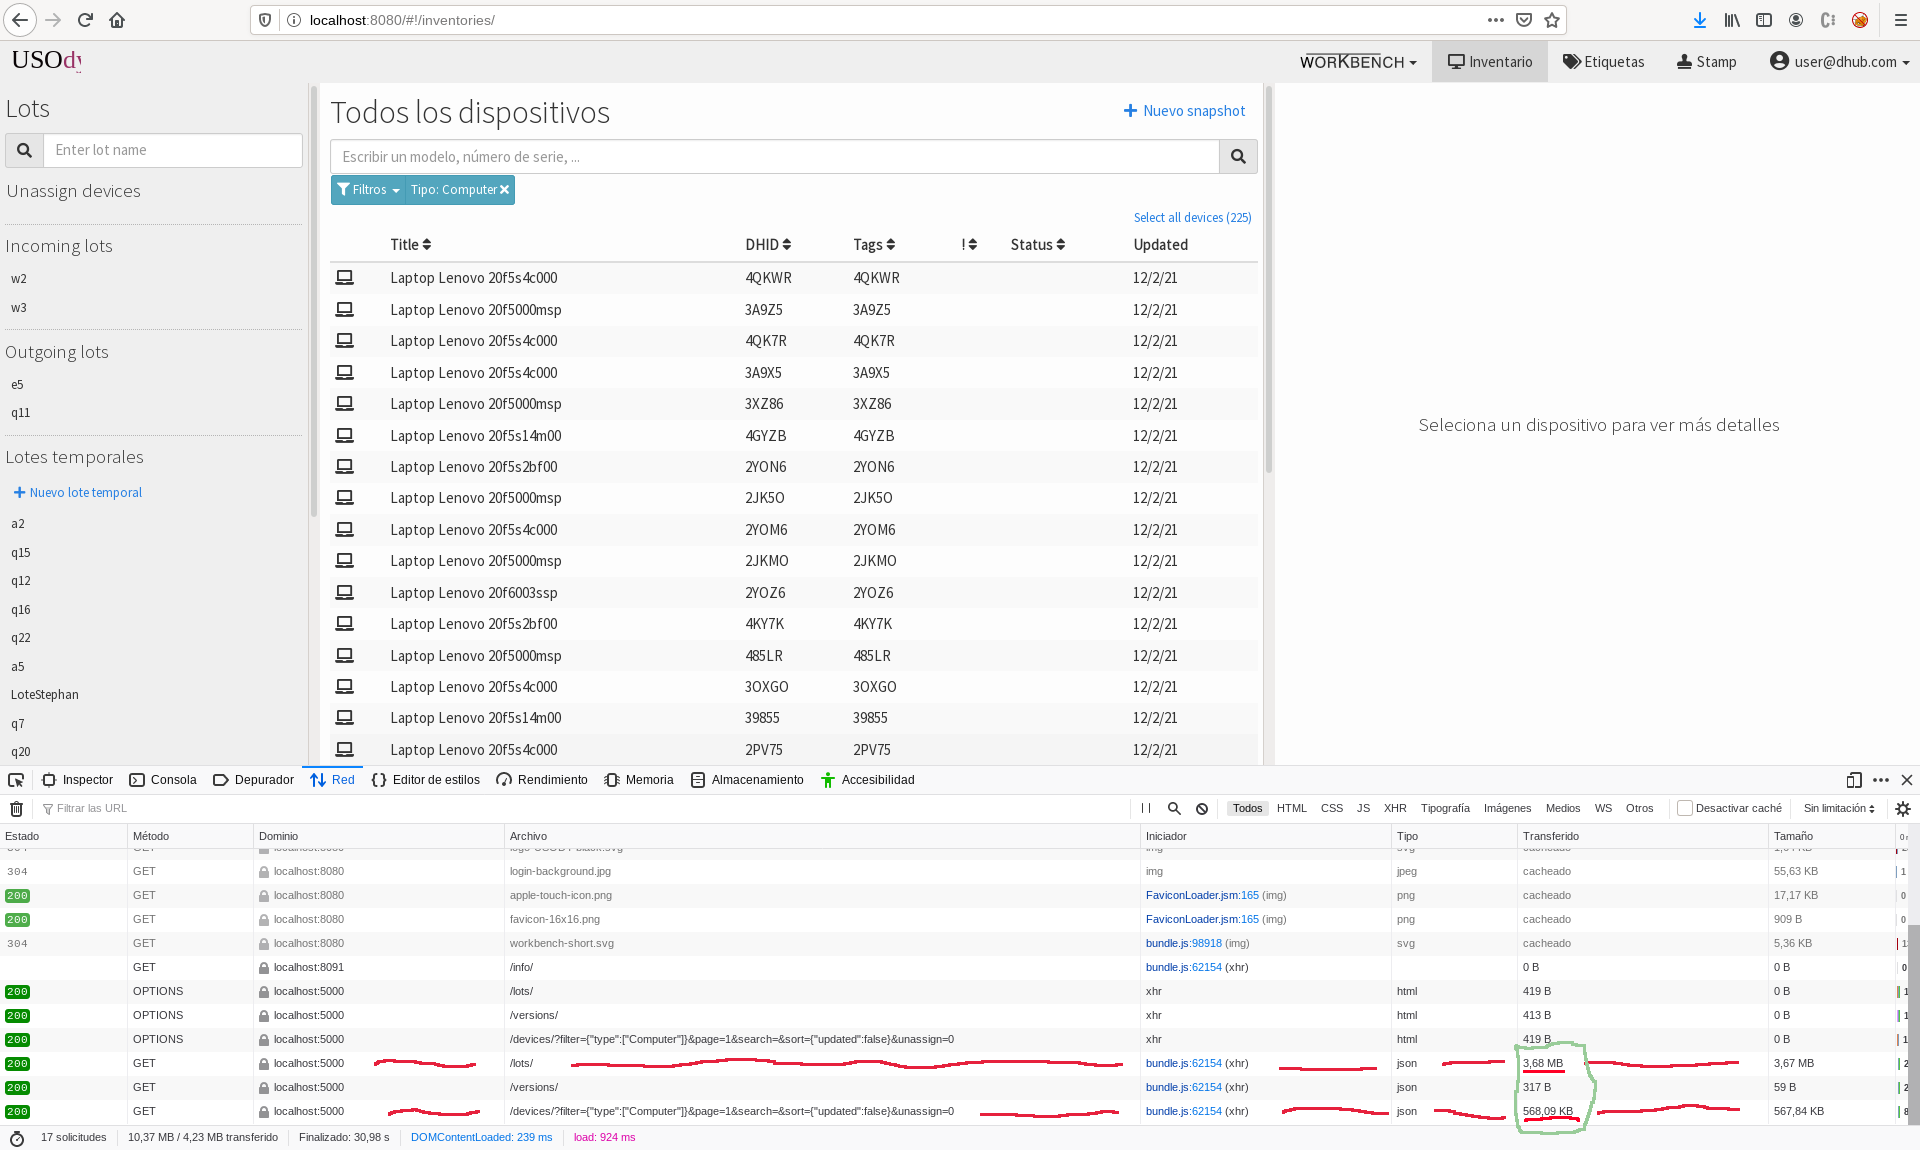 localhost:8080/#!/inventories/
USOdy
WORKBENCH
Inventario
Etiquetas
Stamp
user@dhub.com
Lots
Enter lot name
Unassign devices
Incoming lots
w2
w3
Outgoing lots
e5
q11
Lotes temporales
Nuevo lote temporal
a2
q15
q12
q16
q22
a5
LoteStephan
q7
q20
Todos los dispositivos
Nuevo snapshot
Escribir un modelo, número de serie, ...
Filtros Tipo: Computer
Select all devices (225)
Title DHID Tags ! Status Updated
Laptop Lenovo 20f5s4c000 4QKWR 4QKWR 12/2/21
Laptop Lenovo 20f5000msp 3A9Z5 3A9Z5 12/2/21
Laptop Lenovo 20f5s4c000 4QK7R 4QK7R 12/2/21
Laptop Lenovo 20f5s4c000 3A9X5 3A9X5 12/2/21
Laptop Lenovo 20f5000msp 3XZ86 3XZ86 12/2/21
Laptop Lenovo 20f5s14m00 4GYZB 4GYZB 12/2/21
Laptop Lenovo 20f5s2bf00 2YON6 2YON6 12/2/21
Laptop Lenovo 20f5000msp 2JK5O 2JK5O 12/2/21
Laptop Lenovo 20f5s4c000 2YOM6 2YOM6 12/2/21
Laptop Lenovo 20f5000msp 2JKMO 2JKMO 12/2/21
Laptop Lenovo 20f6003ssp 2YOZ6 2YOZ6 12/2/21
Laptop Lenovo 20f5s2bf00 4KY7K 4KY7K 12/2/21
Laptop Lenovo 20f5000msp 485LR 485LR 12/2/21
Laptop Lenovo 20f5s4c000 3OXGO 3OXGO 12/2/21
Laptop Lenovo 20f5s14m00 39855 39855 12/2/21
Laptop Lenovo 20f5s4c000 2PV75 2PV75 12/2/21
Seleciona un dispositivo para ver más detalles
Inspector Consola Depurador Red Editor de estilos Rendimiento Memoria Almacenamiento Accesibilidad
Filtrar las URL
Todos HTML CSS JS XHR Tipografía Imágenes Medios WS Otros Desactivar caché Sin limitación
Estado Método Dominio Archivo Iniciador Tipo Transferido Tamaño
304 GET localhost:8080 login-background.jpg img jpeg cacheado 55,63 KB
200 GET localhost:8080 apple-touch-icon.png FaviconLoader.jsm:165 (img) png cacheado 17,17 KB
200 GET localhost:8080 favicon-16x16.png FaviconLoader.jsm:165 (img) png cacheado 909 B
304 GET localhost:8080 workbench-short.svg bundle.js:98918 (img) svg cacheado 5,36 KB
GET localhost:8091 /info/ bundle.js:62154 (xhr) 0 B 0 B
200 OPTIONS localhost:5000 /lots/ xhr html 419 B 0 B
200 OPTIONS localhost:5000 /versions/ xhr html 413 B 0 B
200 OPTIONS localhost:5000 /devices/?filter={"type":["Computer"]}&page=1&search=&sort={"updated":false}&unassign=0 xhr html 419 B 0 B
200 GET localhost:5000 /lots/ bundle.js:62154 (xhr) json 3,68 MB 3,67 MB
200 GET localhost:5000 /versions/ bundle.js:62154 (xhr) json 317 B 59 B
200 GET localhost:5000 /devices/?filter={"type":["Computer"]}&page=1&search=&sort={"updated":false}&unassign=0 bundle.js:62154 (xhr) json 568,09 KB 567,84 KB
17 solicitudes 10,37 MB / 4,23 MB transferido Finalizado: 30,98 s DOMContentLoaded: 239 ms load: 924 ms